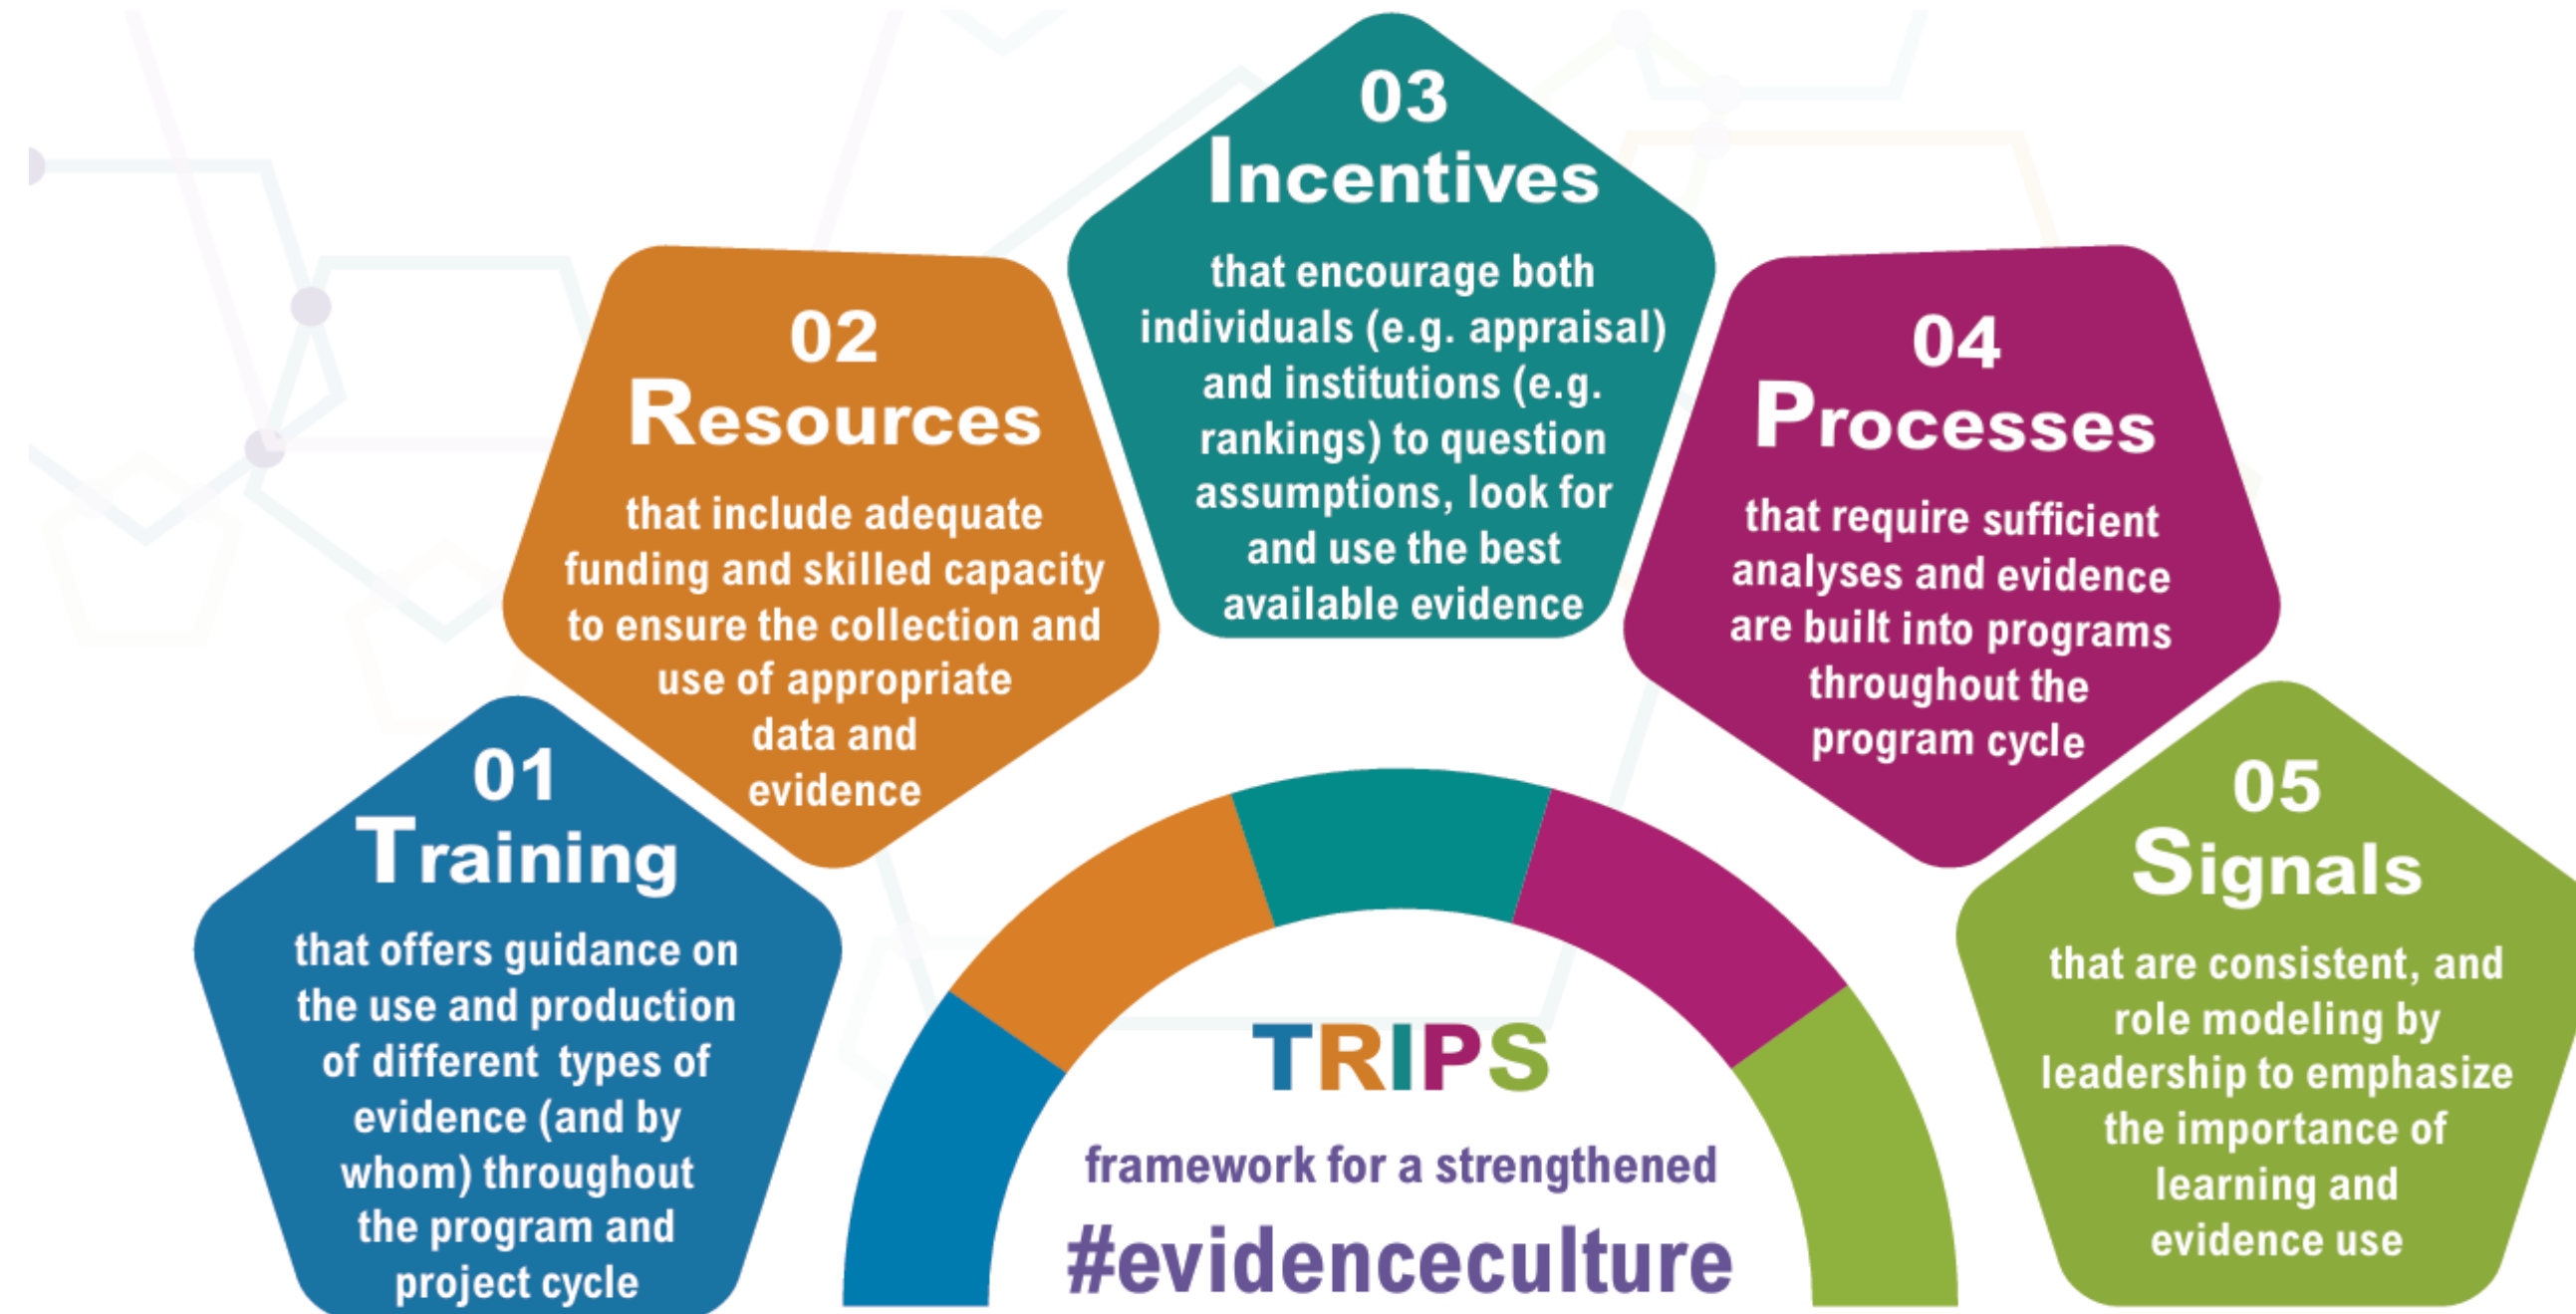 01
Training
that offers guidance on
the use and production
of different types of
evidence (and by
whom) throughout
the program and
project cycle
02
Resources
that include adequate
funding and skilled capacity
to ensure the collection and
use of appropriate
data and
evidence
03
Incentives
that encourage both
individuals (e.g. appraisal)
and institutions (e.g.
rankings) to question
assumptions, look for
and use the best
available evidence
04
Processes
that require sufficient
analyses and evidence
are built into programs
throughout the
program cycle
05
Signals
that are consistent, and
role modeling by
leadership to emphasize
the importance of
learning and
evidence use
TRIPS
framework for a strengthened
#evidenceculture